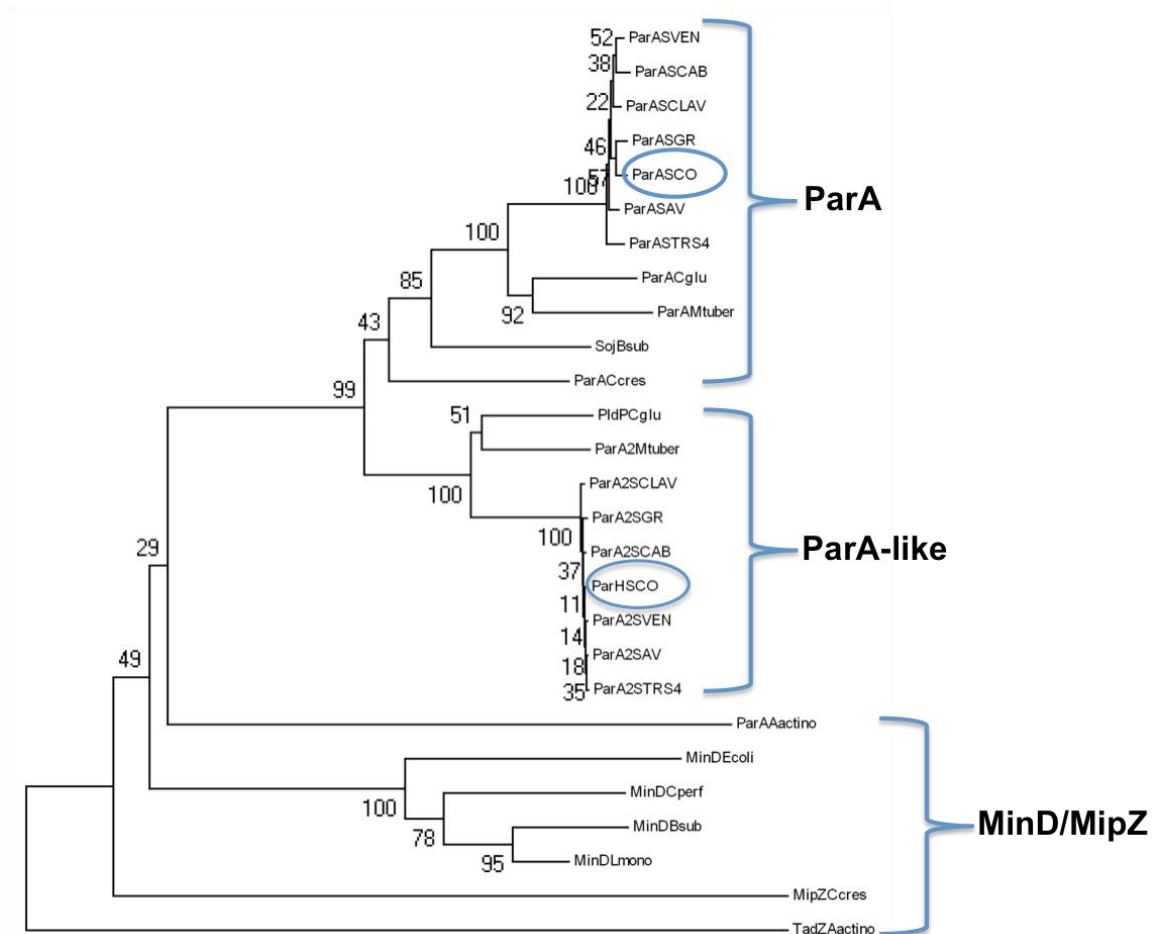 52
ParASVEN
38
ParASCAB
22
ParASCLAV
46
ParASGR
57
ParASCO
100
ParASAV
ParASTRS4
100
ParACglu
85
92
ParAMtuber
43
SojBsub
99
ParACcres
ParA
51
PldPCglu
ParA2Mtuber
100
ParA2SCLAV
ParA2SGR
100
ParA2SCAB
37
ParHSCO
11
ParA2SVEN
14
ParA2SAV
18
35
ParA2STRS4
ParA-like
29
ParAAactino
49
MinDEcoli
100
MinDCperf
78
MinDBsub
95
MinDLmono
MipZCcres
TadZAactino
MinD/MipZ